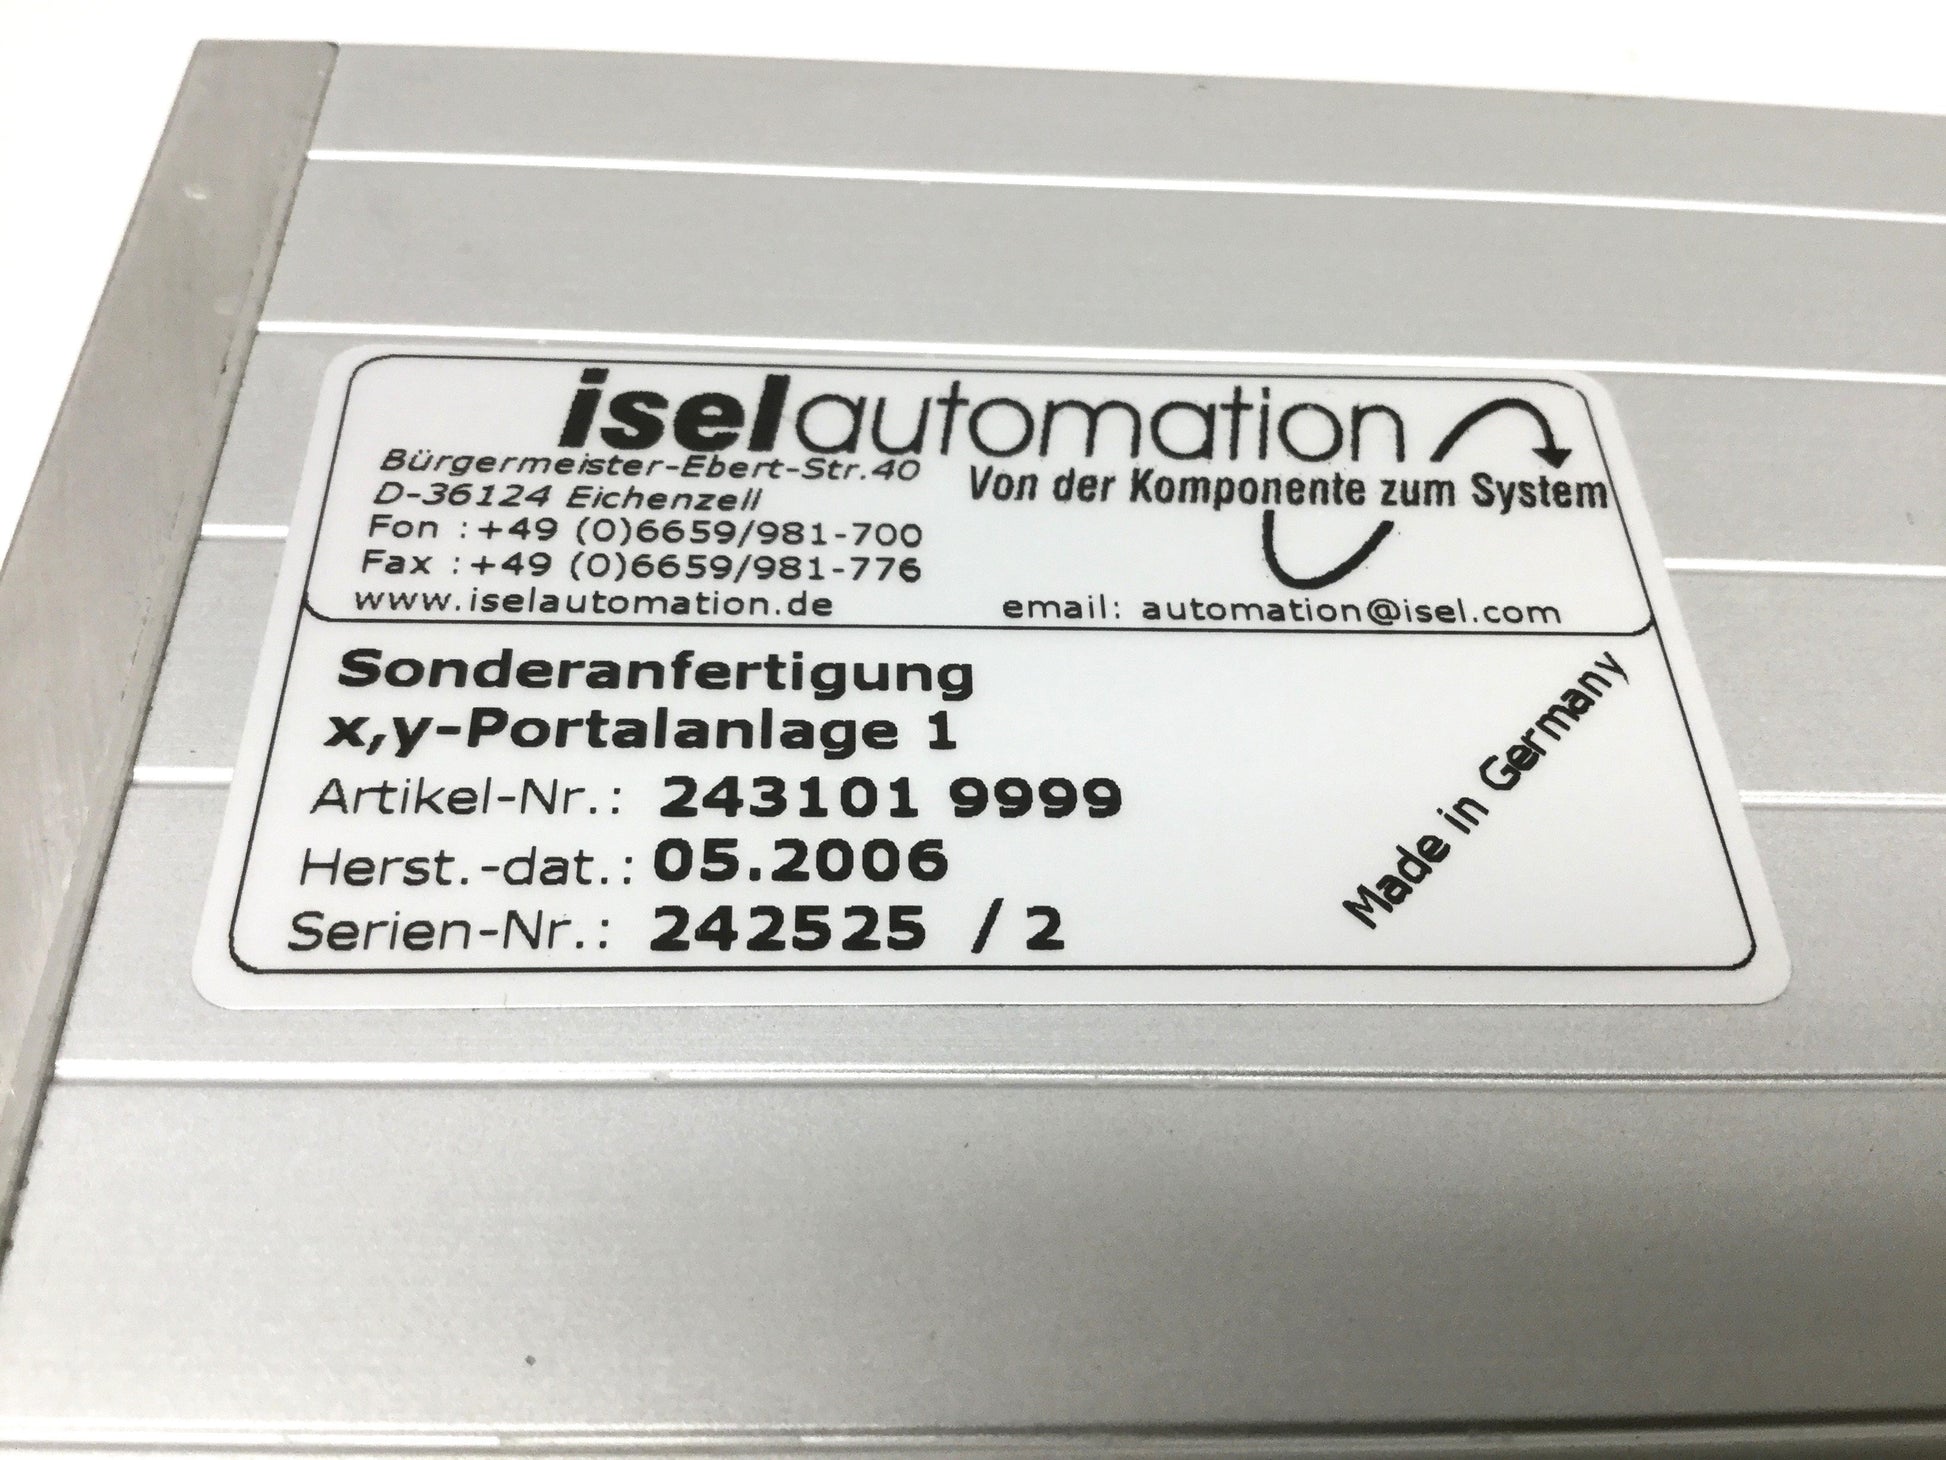 iselautomation
Bürgermeister-Ebert-Str.40
D-36124 Eichenzell
Fon :+49 (0)6659/981-700
Fax :+49 (0)6659/981-776
www.iselautomation.de
Von der Komponente zum System
email: automation@isel.com
Sonderanfertigung
x,y-Portalanlage 1
Artikel-Nr.: 243101 9999
Herst.-dat.: 05.2006
Serien-Nr.: 242525 / 2
Made in Germany